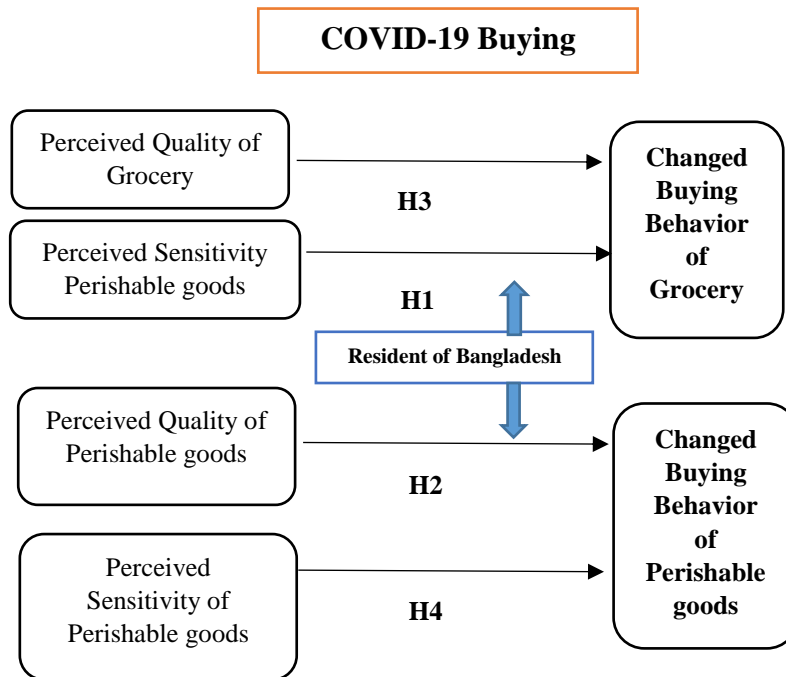 COVID-19 Buying
Perceived Quality of
Grocery
H3
Changed
Buying
Behavior
of
Grocery
Perceived Sensitivity
Perishable goods
H1
Resident of Bangladesh
Perceived Quality of
Perishable goods
H2
Changed
Buying
Behavior
of
Perishable
goods
Perceived
Sensitivity of
Perishable goods
H4